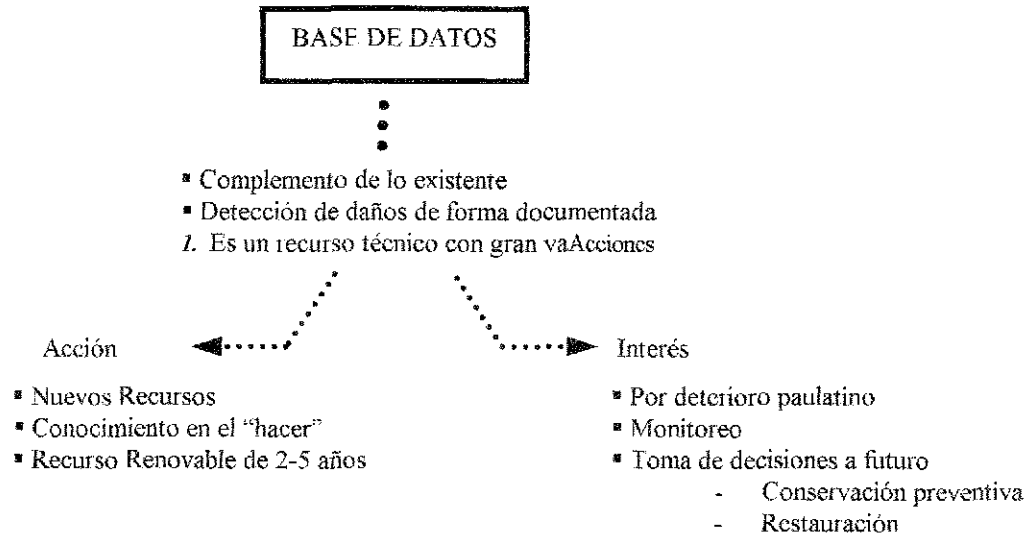 BASE DE DATOS
▪ Complemento de lo existente
▪ Detección de daños de forma documentada
1. Es un recurso técnico con gran vaAcciones
Acción
▪ Nuevos Recursos
▪ Conocimiento en el “hacer”
▪ Recurso Renovable de 2-5 años
Interés
▪ Por deterioro paulatino
▪ Monitoreo
▪ Toma de decisiones a futuro
- Conservación preventiva
- Restauración